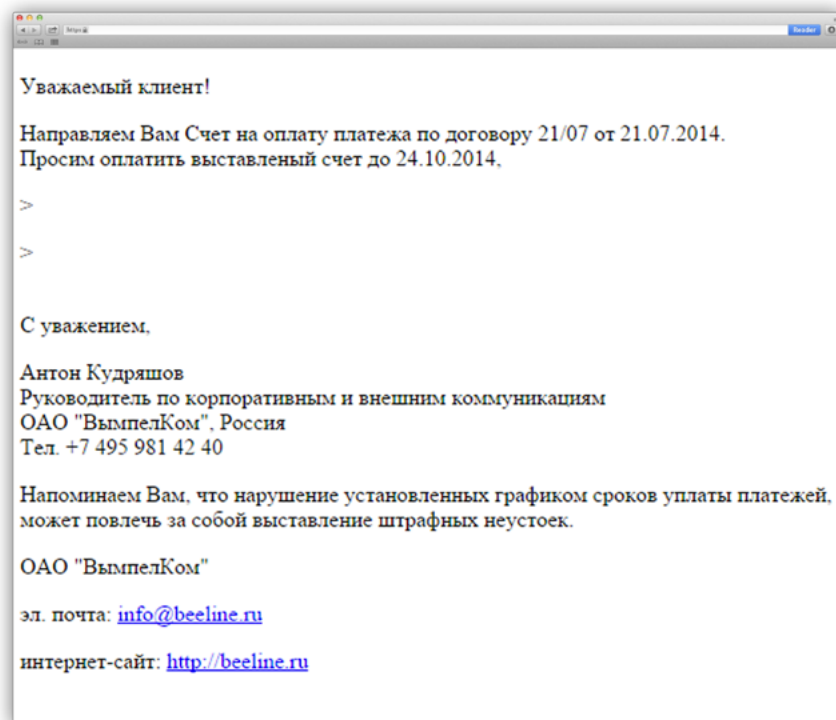 https
Reader
Уважаемый клиент!
Направляем Вам Счет на оплату платежа по договору 21/07 от 21.07.2014.
Просим оплатить выставленый счет до 24.10.2014,
>
>
С уважением,
Антон Кудряшов
Руководитель по корпоративным и внешним коммуникациям
ОАО "ВымпелКом", Россия
Тел. +7 495 981 42 40
Напоминаем Вам, что нарушение установленных графиком сроков уплаты платежей,
может повлечь за собой выставление штрафных неустоек.
ОАО "ВымпелКом"
эл. почта: info@beeline.ru
интернет-сайт: http://beeline.ru